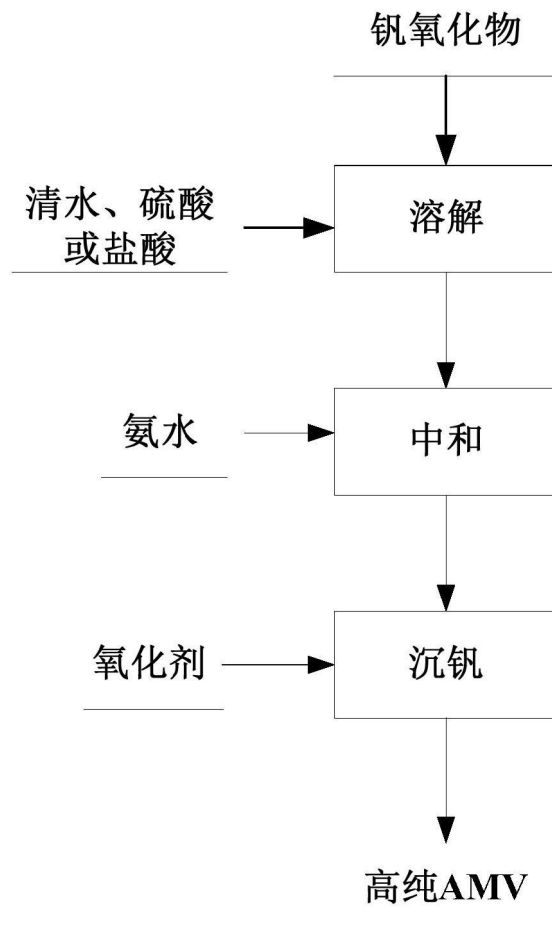 钒氧化物
清水、硫酸
或盐酸
溶解
氨水
中和
氧化剂
沉钒
高纯AMV